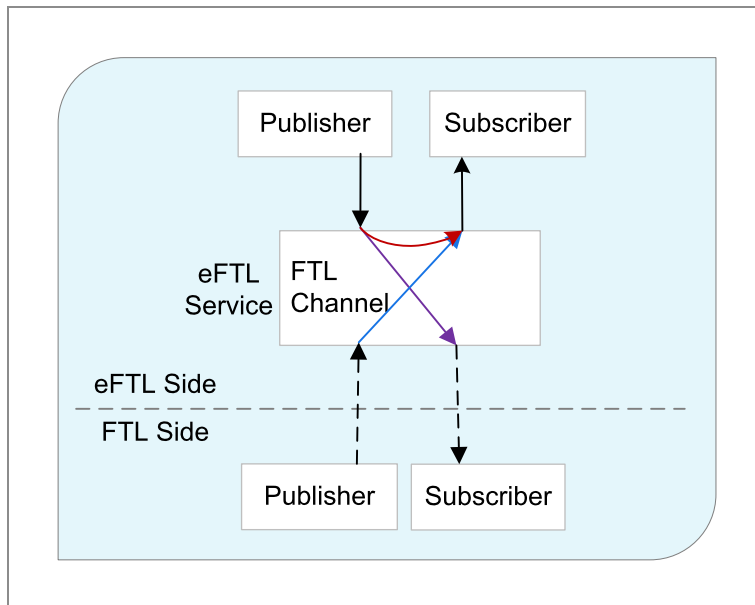 Publisher
Subscriber
eFTL
Service
FTL
Channel
eFTL Side
FTL Side
Publisher
Subscriber